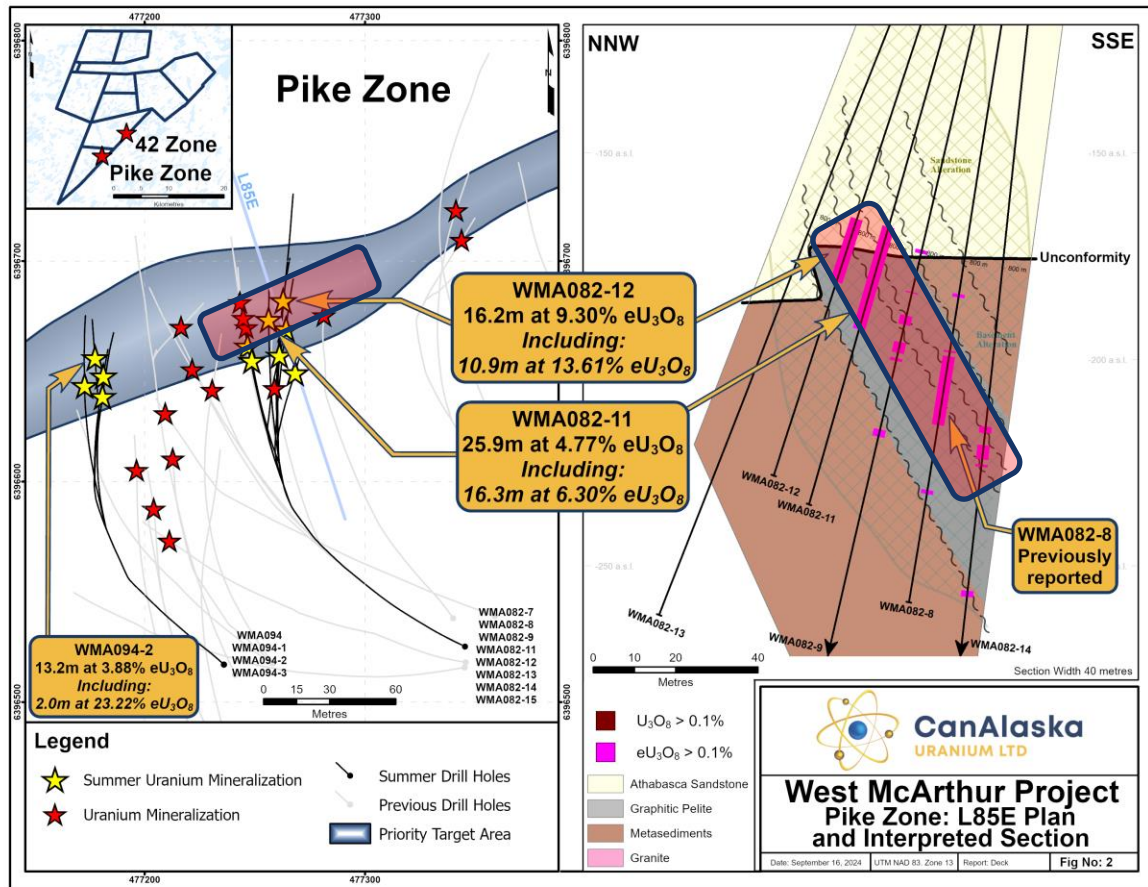 477200
477300
6396800
6396700
6396600
6396500
6396800
6396700
6396600
6396500
477200
477300
Pike Zone
N
42 Zone
Pike Zone
0 5 10 20
Kilometres
L85E
WMA094-2
13.2m at 3.88% eU₃O₈
Including:
2.0m at 23.22% eU₃O₈
WMA094
WMA094-1
WMA094-2
WMA094-3
WMA082-7
WMA082-8
WMA082-9
WMA082-11
WMA082-12
WMA082-13
WMA082-14
WMA082-15
0 15 30 60
Metres
Legend
Summer Uranium Mineralization
Uranium Mineralization
Summer Drill Holes
Previous Drill Holes
Priority Target Area
WMA082-12
16.2m at 9.30% eU₃O₈
Including:
10.9m at 13.61% eU₃O₈
WMA082-11
25.9m at 4.77% eU₃O₈
Including:
16.3m at 6.30% eU₃O₈
NNW
SSE
-150 a.s.l.
-150 a.s.l.
Sandstone
Alteration
Unconformity
800 m
-200 a.s.l.
Basement
Alteration
-250 a.s.l.
WMA082-12
WMA082-11
WMA082-13
WMA082-9
WMA082-8
WMA082-14
WMA082-8
Previously
reported
Section Width 40 metres
0 20 40
Metres
U₃O₈ > 0.1%
eU₃O₈ > 0.1%
Athabasca Sandstone
Graphitic Pelite
Metasediments
Granite
CanAlaska
URANIUM LTD
West McArthur Project
Pike Zone: L85E Plan
and Interpreted Section
Date: September 16, 2024 UTM NAD 83. Zone 13 Report: Deck Fig No: 2